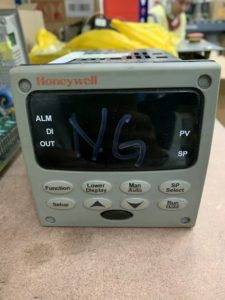 Honeywell
ALM
DI
OUT
NG
PV
SP
Function
Lower Display
Man Auto
SP Select
Setup
Run Hold